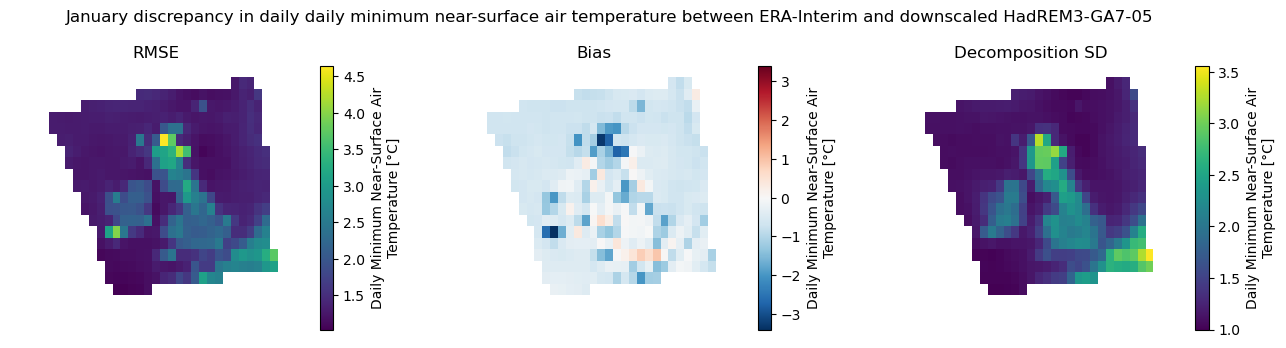 January discrepancy in daily daily minimum near-surface air temperature between ERA-Interim and downscaled HadREM3-GA7-05
RMSE
4.5
4.0
3.5
3.0
2.5
2.0
1.5
Daily Minimum Near-Surface Air
Temperature [°C]
Bias
3
2
1
0
−1
−2
−3
Daily Minimum Near-Surface Air
Temperature [°C]
Decomposition SD
3.5
3.0
2.5
2.0
1.5
1.0
Daily Minimum Near-Surface Air
Temperature [°C]